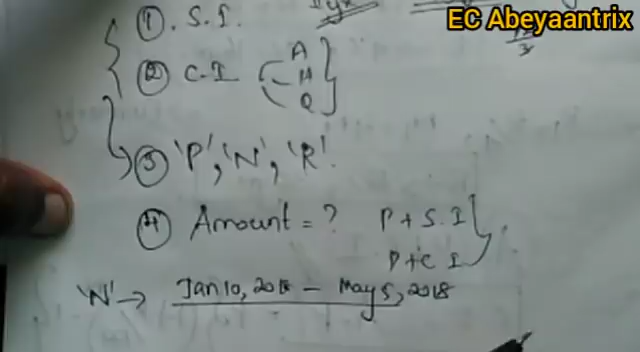 EC Abeyaantrix
① . S.I.
② C.I A
H
Q
③ 'P', 'N', 'R'.
④ Amount = ? P + S.I
P + C I
'N' → Jan 10, 2018 - May 5, 2018